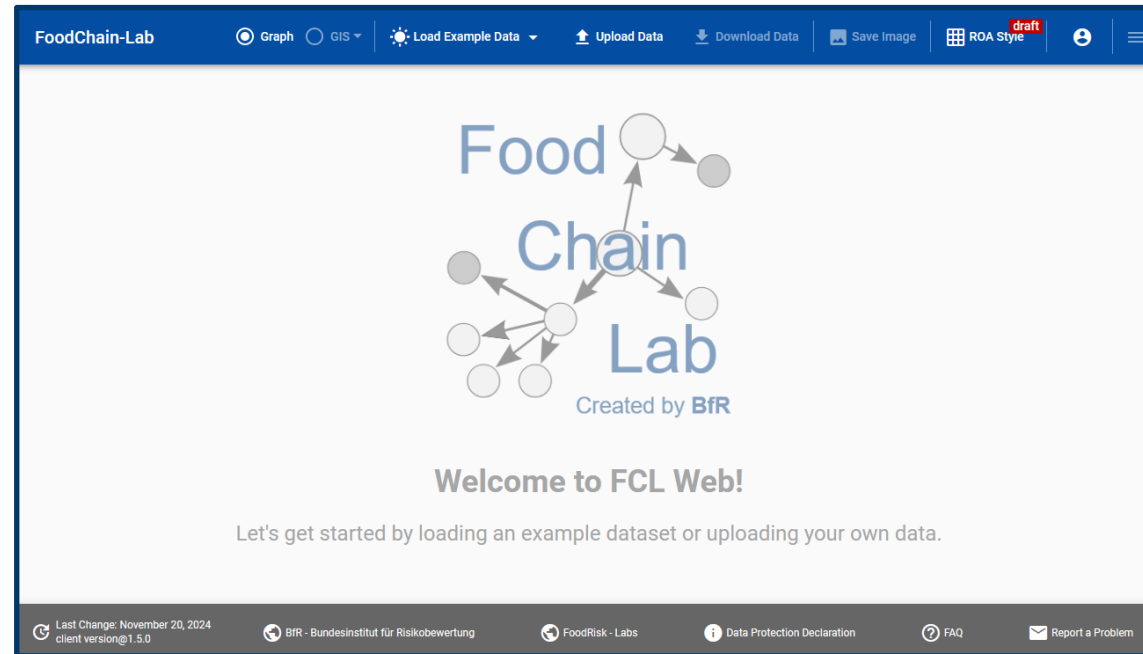 FoodChain-Lab
Graph
GIS
Load Example Data
Upload Data
Download Data
Save Image
ROA Style
draft
Food
Chain
Lab
Created by BfR
Welcome to FCL Web!
Let's get started by loading an example dataset or uploading your own data.
Last Change: November 20, 2024
client version@1.5.0
BfR - Bundesinstitut für Risikobewertung
FoodRisk - Labs
Data Protection Declaration
FAQ
Report a Problem